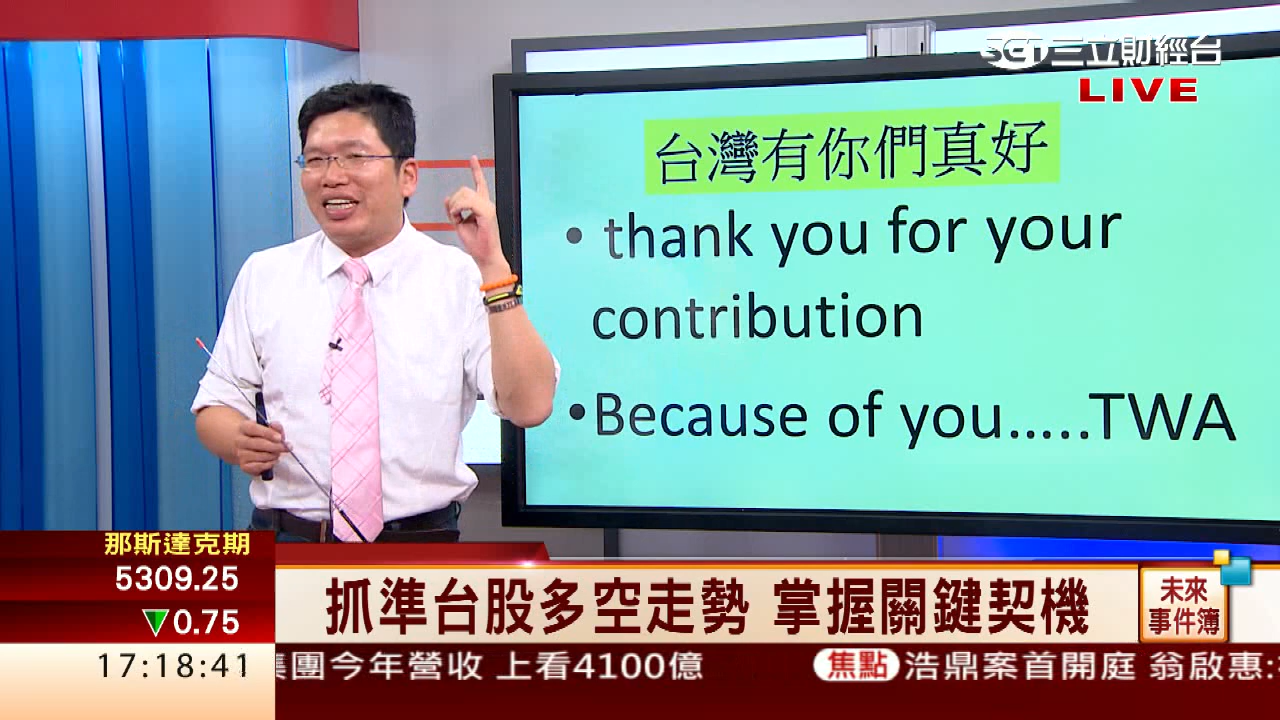 SET三立財經台
LIVE
台灣有你們真好
• thank you for your
contribution
•Because of you.....TWA
那斯達克期
5309.25
▼0.75
17:18:41
抓準台股多空走勢 掌握關鍵契機
未來
事件簿
集團今年營收 上看4100億
焦點 浩鼎案首開庭 翁啟惠: